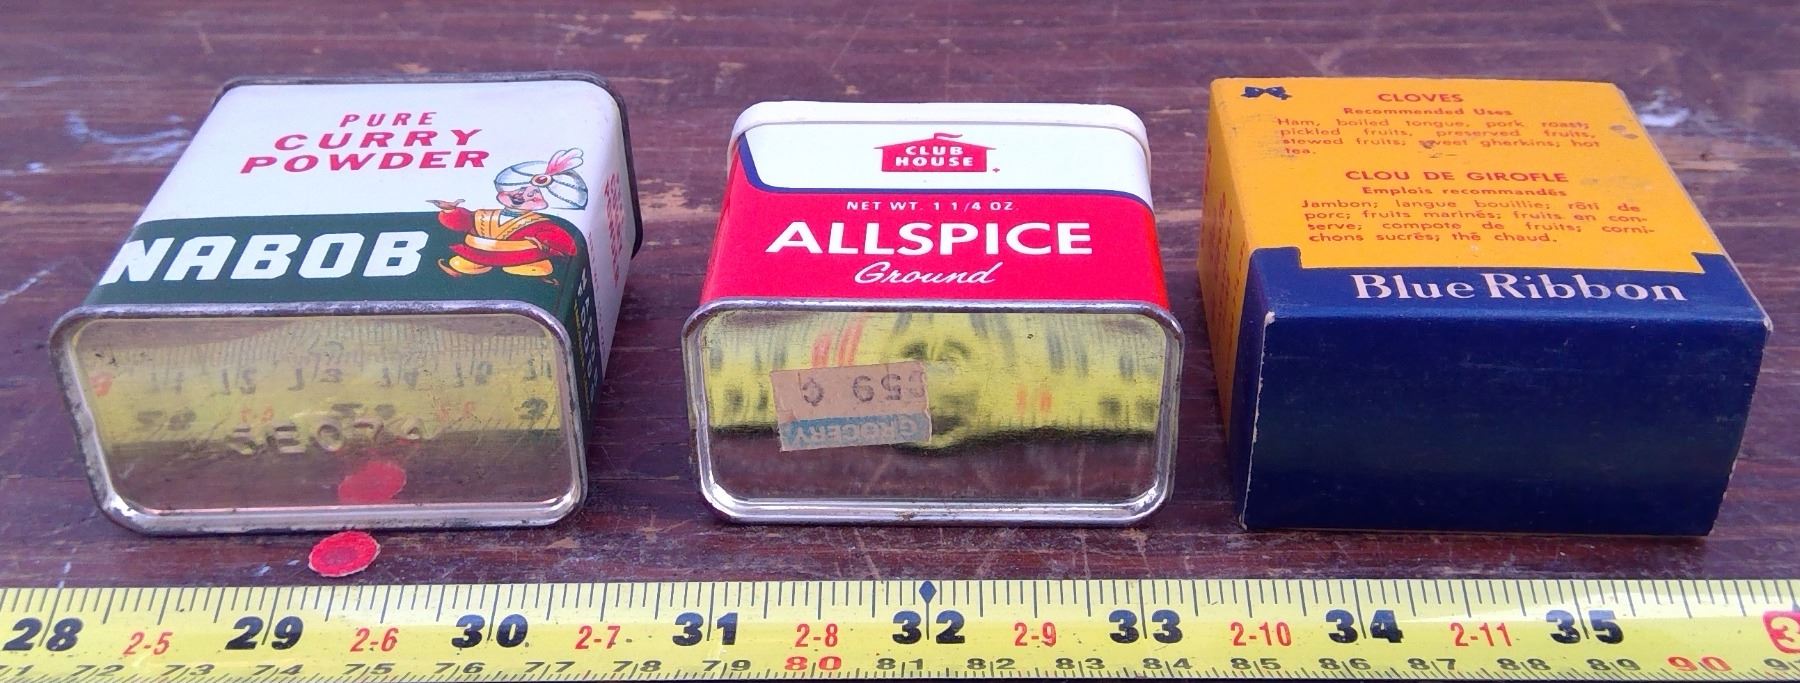 PURE
CURRY
POWDER
NABOB
CLUB
HOUSE
NET WT. 1 1/4 OZ.
ALLSPICE
Ground
59 ¢
GROCERY
CLOVES
Recommended Uses
Ham, boiled tongue, pork roast;
pickled fruits, preserved fruits,
stewed fruits; sweet gherkins; hot
tea.
CLOU DE GIROFLE
Emplois recommandés
Jambon; langue bouillie; rôti de
porc; fruits marinés; fruits en con-
serve; compote de fruits; corni-
chons sucrés; thé chaud.
Blue Ribbon
28 2-5 29 2-6 30 2-7 31 2-8 32 2-9 33 2-10 34 2-11 35 3
71 72 73 74 75 76 77 78 79 80 81 82 83 84 85 86 87 88 89 90 91